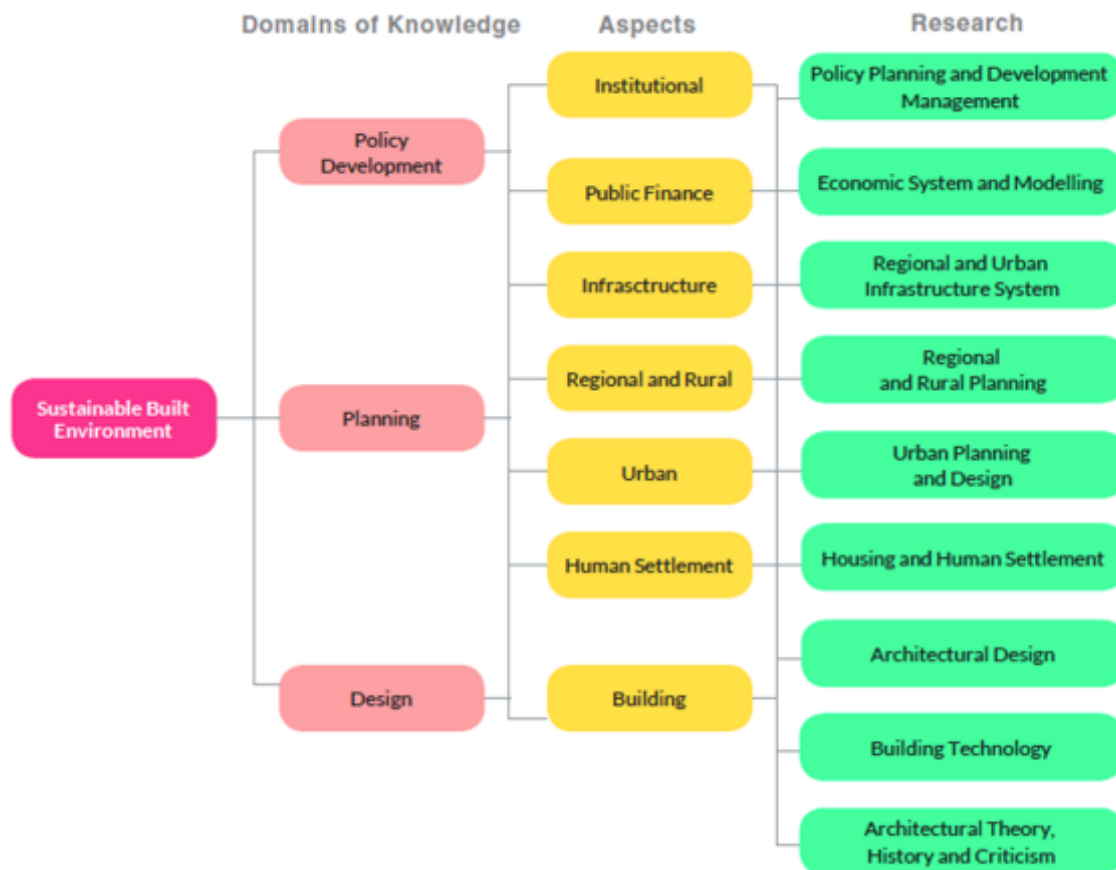 Domains of Knowledge
Aspects
Research
Sustainable Built
Environment
Policy
Development
Planning
Design
Institutional
Public Finance
Infrasctructure
Regional and Rural
Urban
Human Settlement
Building
Policy Planning and Development
Management
Economic System and Modelling
Regional and Urban
Infrastructure System
Regional
and Rural Planning
Urban Planning
and Design
Housing and Human Settlement
Architectural Design
Building Technology
Architectural Theory,
History and Criticism